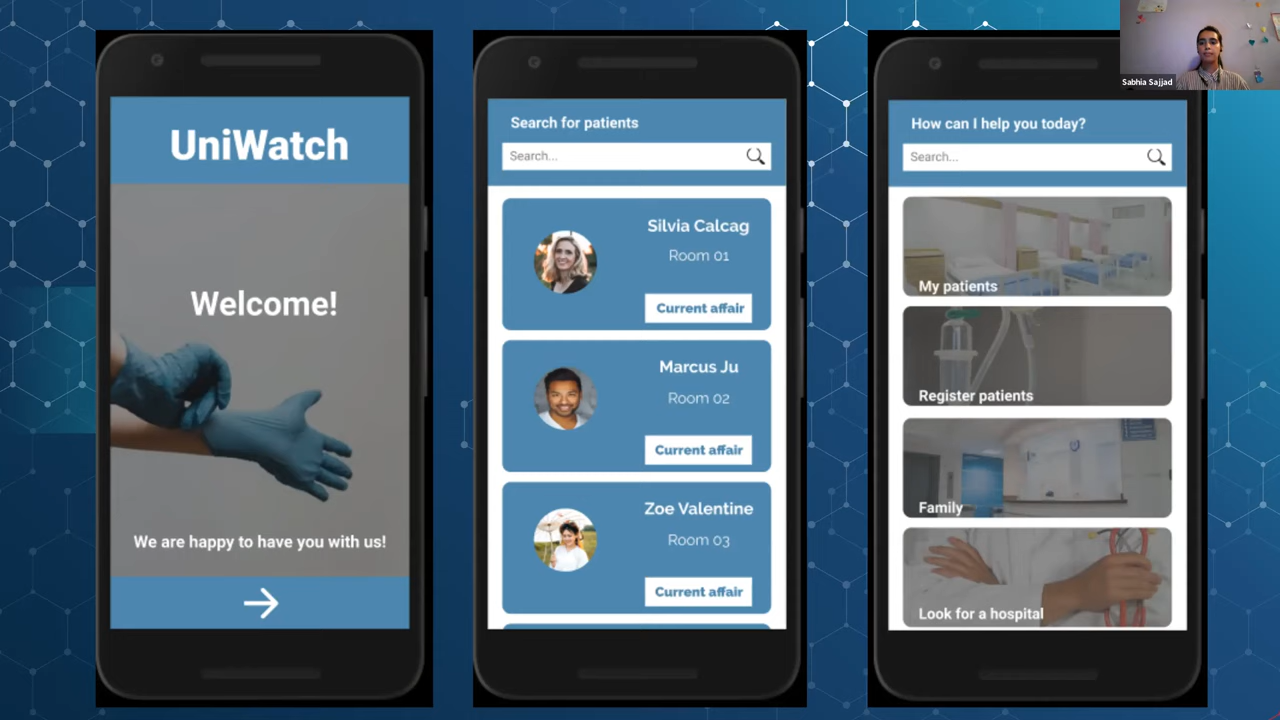 UniWatch
Welcome!
We are happy to have you with us!
Search for patients
Search...
Silvia Calcag
Room 01
Current affair
Marcus Ju
Room 02
Current affair
Zoe Valentine
Room 03
Current affair
How can I help you today?
Search...
My patients
Register patients
Family
Look for a hospital
Sabhia Sajjad